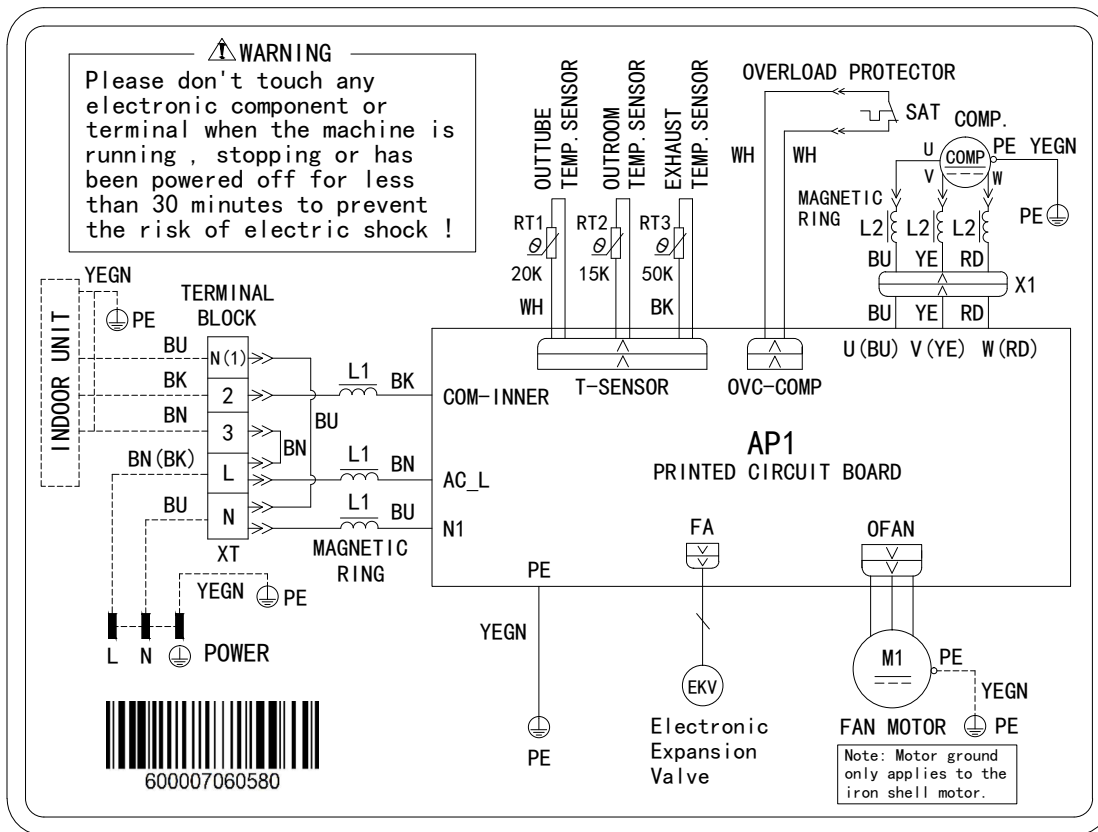 WARNING
Please don't touch any
electronic component or
terminal when the machine is
running , stopping or has
been powered off for less
than 30 minutes to prevent
the risk of electric shock !
OUTTUBE
TEMP. SENSOR
OUTROOM
TEMP. SENSOR
EXHAUST
TEMP. SENSOR
RT1
RT2
RT3
θ
θ
θ
20K
15K
50K
WH
BK
OVERLOAD PROTECTOR
SAT
WH
WH
COMP.
COMP
U
V
W
PE
YEGN
PE
MAGNETIC
RING
L2
L2
L2
BU
YE
RD
X1
BU
YE
RD
U(BU)
V(YE)
W(RD)
INDOOR UNIT
YEGN
PE
BU
BK
BN
BN(BK)
BU
TERMINAL
BLOCK
N(1)
2
3
L
N
XT
BU
BN
L1
BK
L1
BN
L1
BU
MAGNETIC
RING
COM-INNER
AC_L
N1
T-SENSOR
OVC-COMP
AP1
PRINTED CIRCUIT BOARD
YEGN
PE
L
N
POWER
PE
YEGN
PE
FA
EKV
Electronic
Expansion
Valve
OFAN
M1
PE
YEGN
PE
FAN MOTOR
Note: Motor ground
only applies to the
iron shell motor.
600007060580